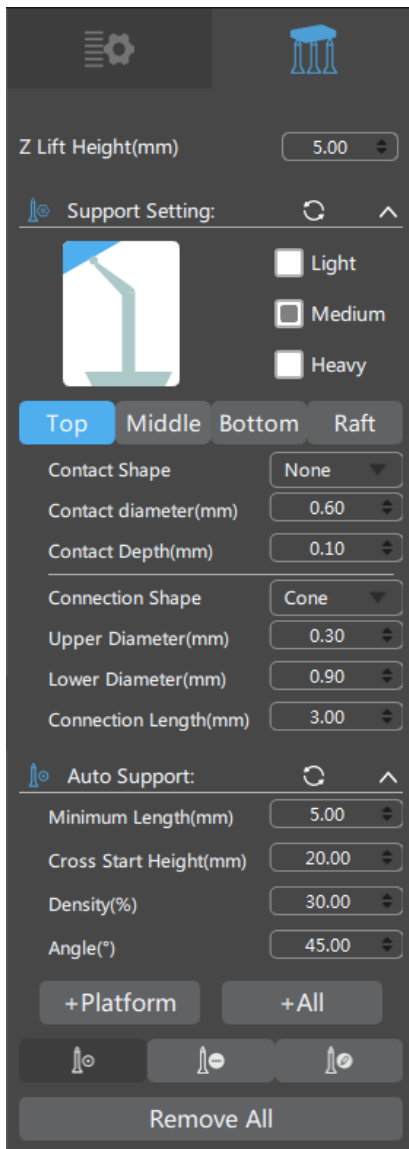 Z Lift Height(mm) 5.00
Support Setting:
Light
Medium
Heavy
Top Middle Bottom Raft
Contact Shape None
Contact diameter(mm) 0.60
Contact Depth(mm) 0.10
Connection Shape Cone
Upper Diameter(mm) 0.30
Lower Diameter(mm) 0.90
Connection Length(mm) 3.00
Auto Support:
Minimum Length(mm) 5.00
Cross Start Height(mm) 20.00
Density(%) 30.00
Angle(°) 45.00
+Platform +All
Remove All